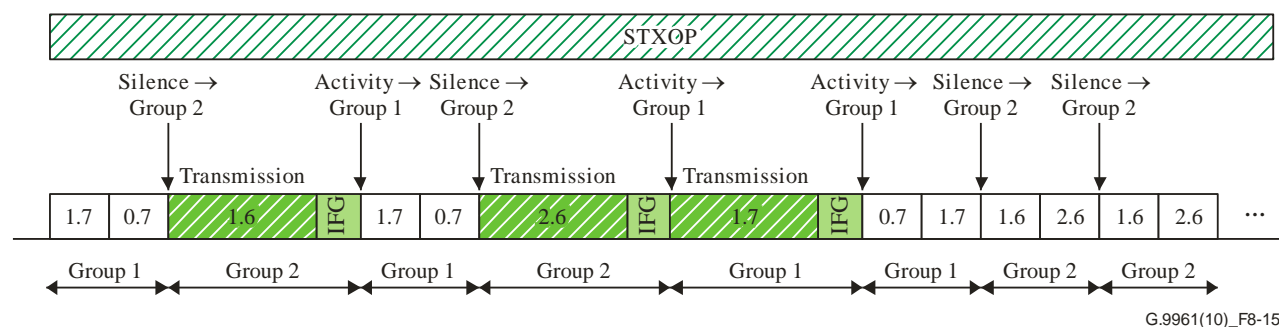 STXOP
Silence → Group 2
Activity → Group 1
Silence → Group 2
Activity → Group 1
Activity → Group 1
Silence → Group 2
Silence → Group 2
Transmission
Transmission
Transmission
1.7 0.7 1.6 IFG 1.7 0.7 2.6 IFG 1.7 IFG 0.7 1.7 1.6 2.6 1.6 2.6 ...
Group 1 Group 2 Group 1 Group 2 Group 1 Group 1 Group 2 Group 2
G.9961(10)_F8-15